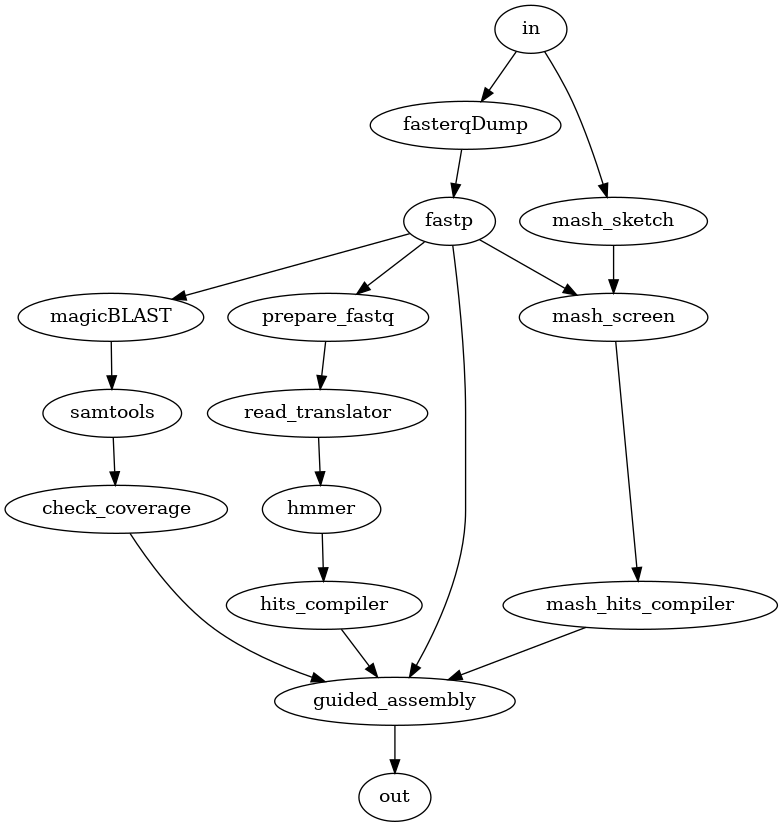 in
fasterqDump
fastp
mash_sketch
magicBLAST
prepare_fastq
mash_screen
samtools
read_translator
check_coverage
hmmer
hits_compiler
mash_hits_compiler
guided_assembly
out